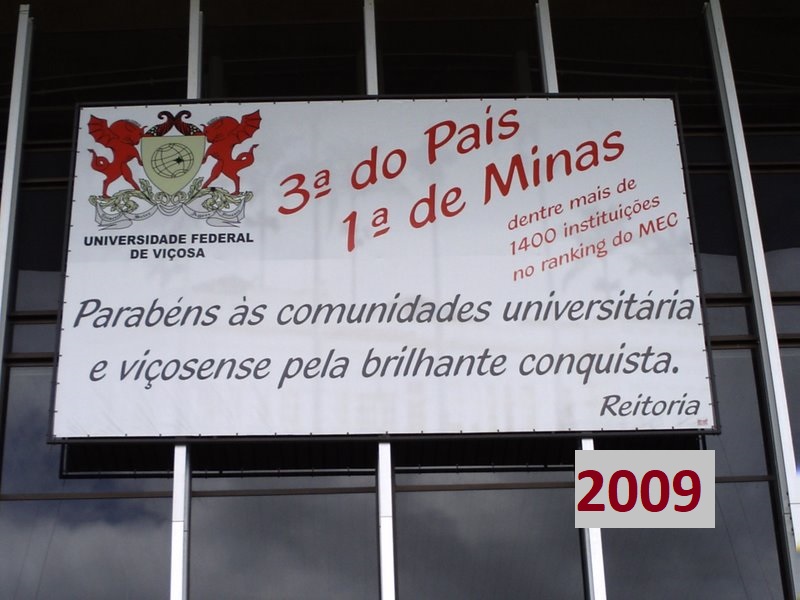 UNIVERSIDADE FEDERAL
DE VIÇOSA
3ª do País
1ª de Minas
dentre mais de
1400 instituições
no ranking do MEC
Parabéns às comunidades universitária
e viçosense pela brilhante conquista.
Reitoria
2009